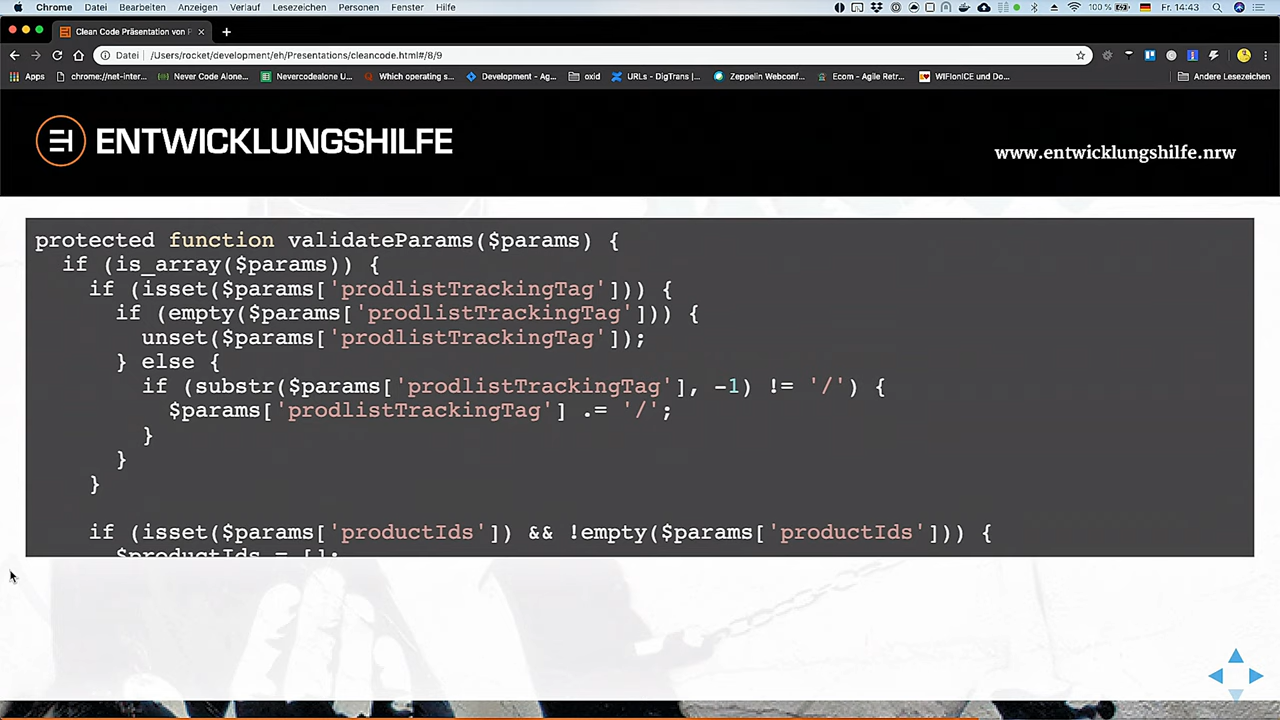 Chrome Datei Bearbeiten Anzeigen Verlauf Lesezeichen Personen Fenster Hilfe 100 % Fr. 14:43
Clean Code Präsentation von P
Datei /Users/rocket/development/eh/Presentations/cleancode.html#/8/9
Apps chrome://net-inter... Never Code Alone... Nevercodealone U... Which operating s... Development - Ag... oxid URLs - DigTrans |... Zeppelin Webconf... Ecom - Agile Retr... WIFIonICE und Do... Andere Lesezeichen
ENTWICKLUNGSHILFE
www.entwicklungshilfe.nrw
protected function validateParams($params) {
if (is_array($params)) {
if (isset($params['prodlistTrackingTag'])) {
if (empty($params['prodlistTrackingTag'])) {
unset($params['prodlistTrackingTag']);
} else {
if (substr($params['prodlistTrackingTag'], -1) != '/') {
$params['prodlistTrackingTag'] .= '/';
}
}
}
if (isset($params['productIds']) && !empty($params['productIds'])) {
$productIds = [];